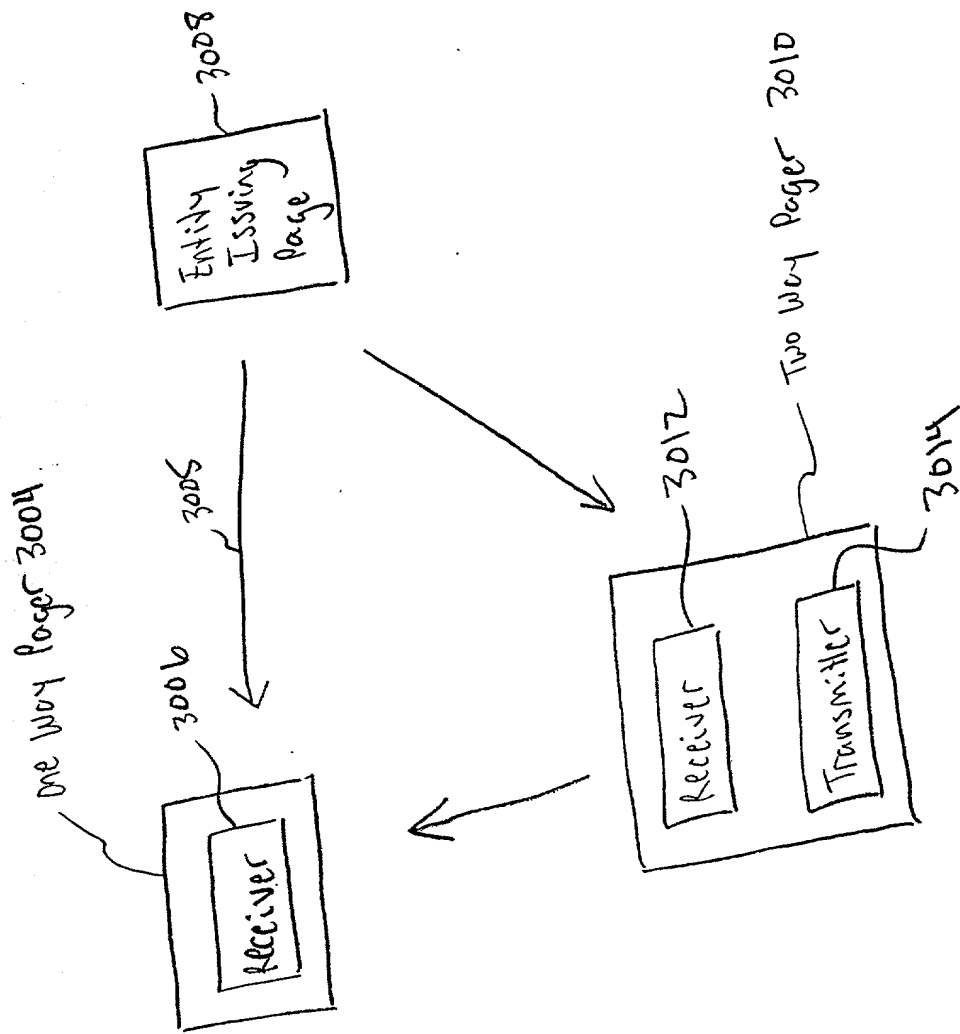 One Way Pager 3004
3006
Receiver
3005
3008
Entity
Issuing
Page
3012
Receiver
Transmitter
3014
Two Way Pager 3010